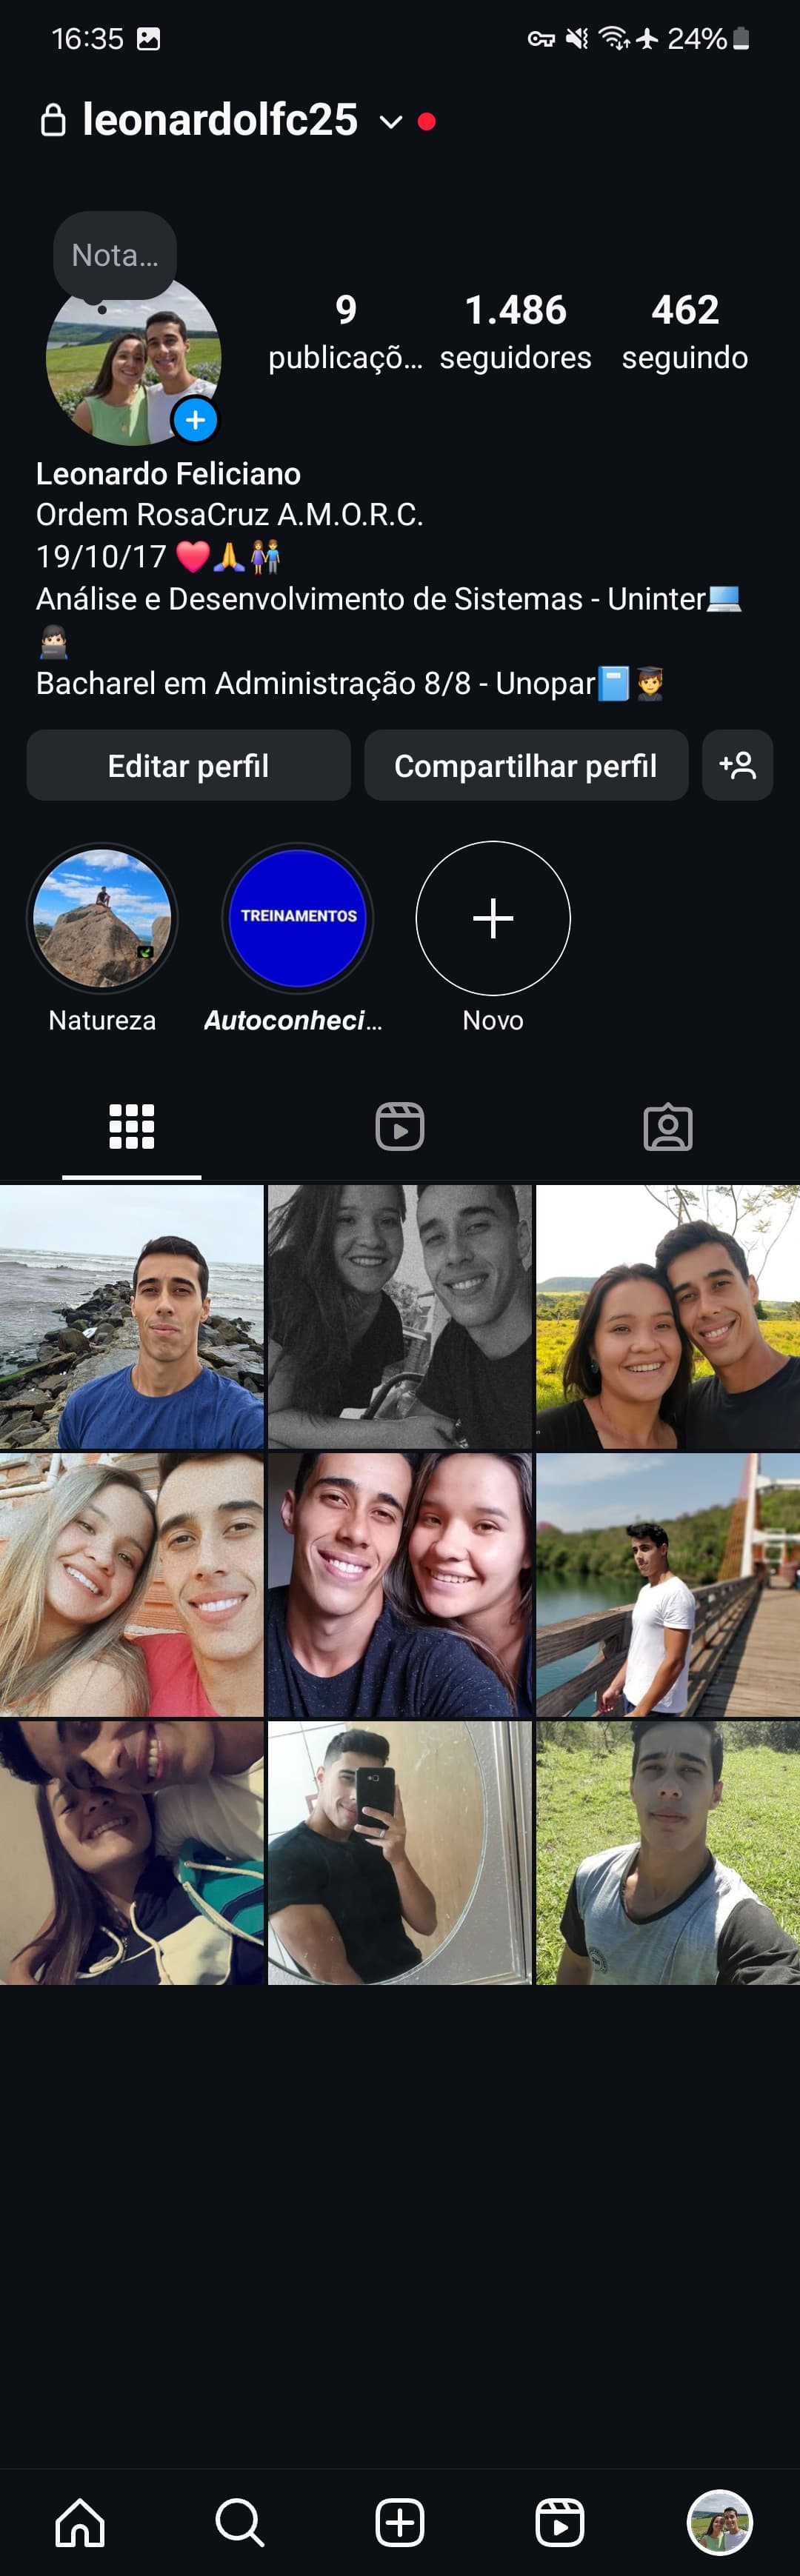 16:35
24%
leonardolfc25
Nota...
9
publicaçõ...
1.486
seguidores
462
seguindo
Leonardo Feliciano
Ordem RosaCruz A.M.O.R.C.
19/10/17 ❤️🙏👫
Análise e Desenvolvimento de Sistemas - Uninter💻
🧑🏻‍💻
Bacharel em Administração 8/8 - Unopar📘👨‍🎓
Editar perfil
Compartilhar perfil
TREINAMENTOS
Natureza
Autoconheci...
Novo